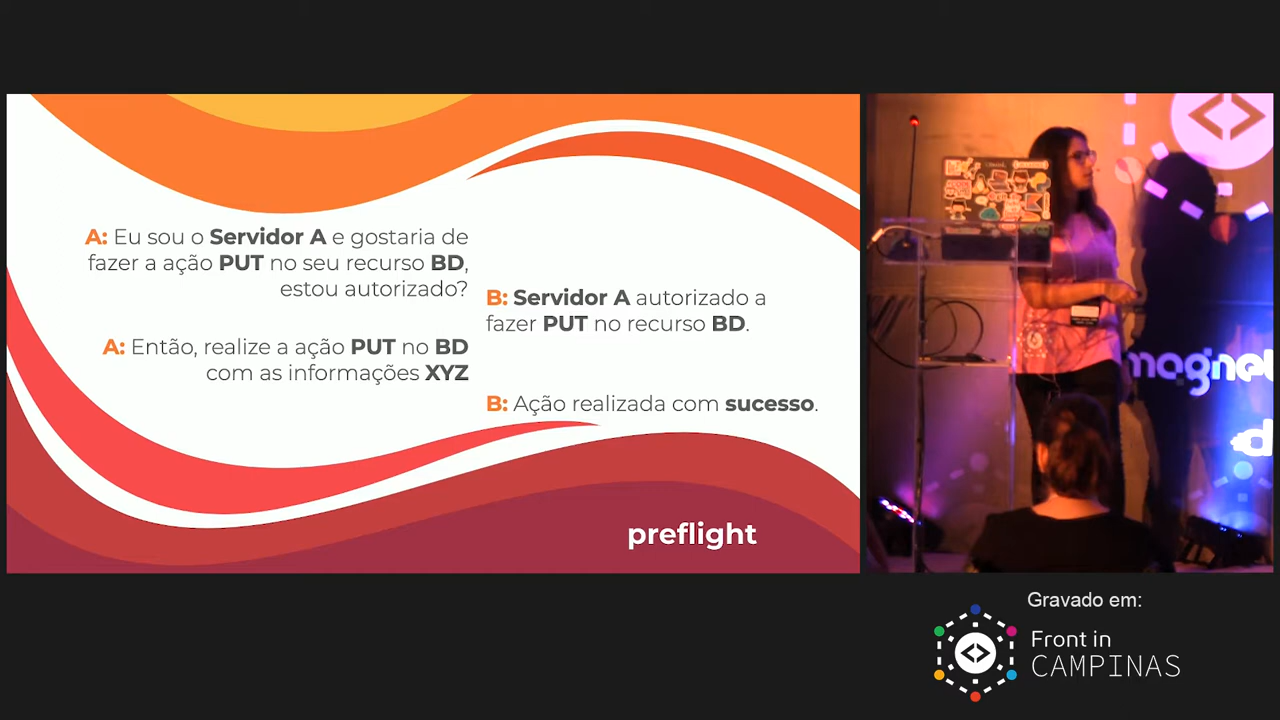 A: Eu sou o Servidor A e gostaria de
fazer a ação PUT no seu recurso BD,
estou autorizado?
B: Servidor A autorizado a
fazer PUT no recurso BD.
A: Então, realize a ação PUT no BD
com as informações XYZ
B: Ação realizada com sucesso.
preflight
Gravado em:
Front in
CAMPINAS